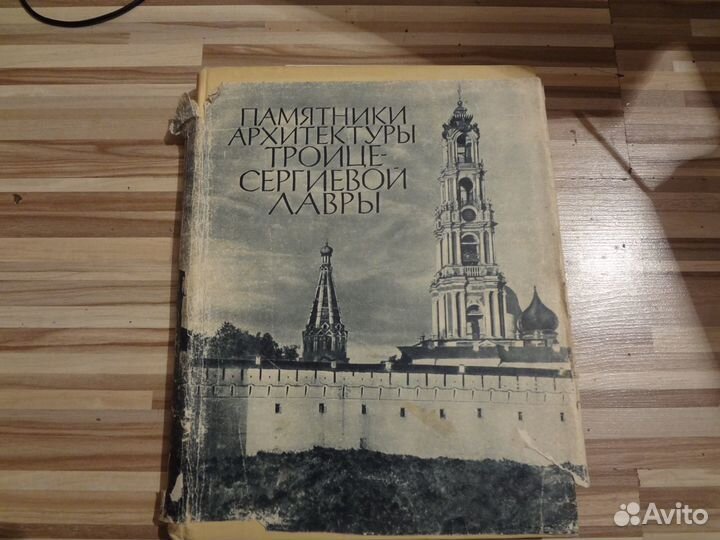 ПАМЯТНИКИ
АРХИТЕКТУРЫ
ТРОИЦЕ-
СЕРГИЕВОЙ
ЛАВРЫ
Avito